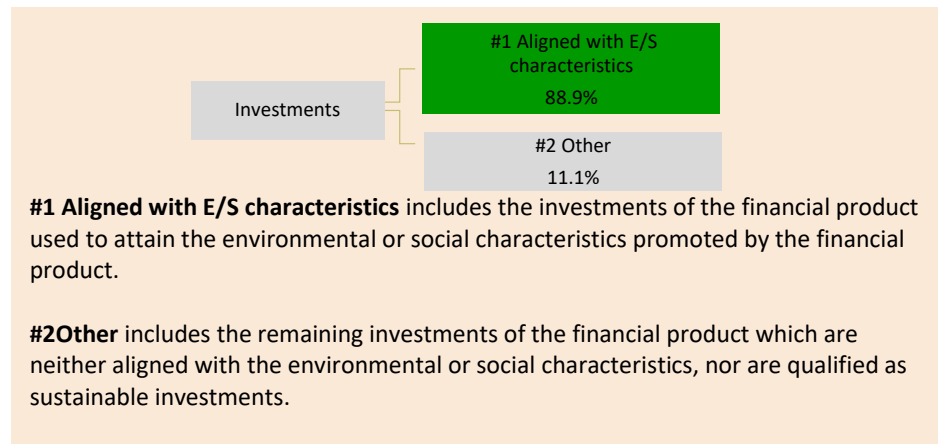 #1 Aligned with E/S
characteristics
88.9%
Investments
#2 Other
11.1%
#1 Aligned with E/S characteristics includes the investments of the financial product
used to attain the environmental or social characteristics promoted by the financial
product.
#2Other includes the remaining investments of the financial product which are
neither aligned with the environmental or social characteristics, nor are qualified as
sustainable investments.